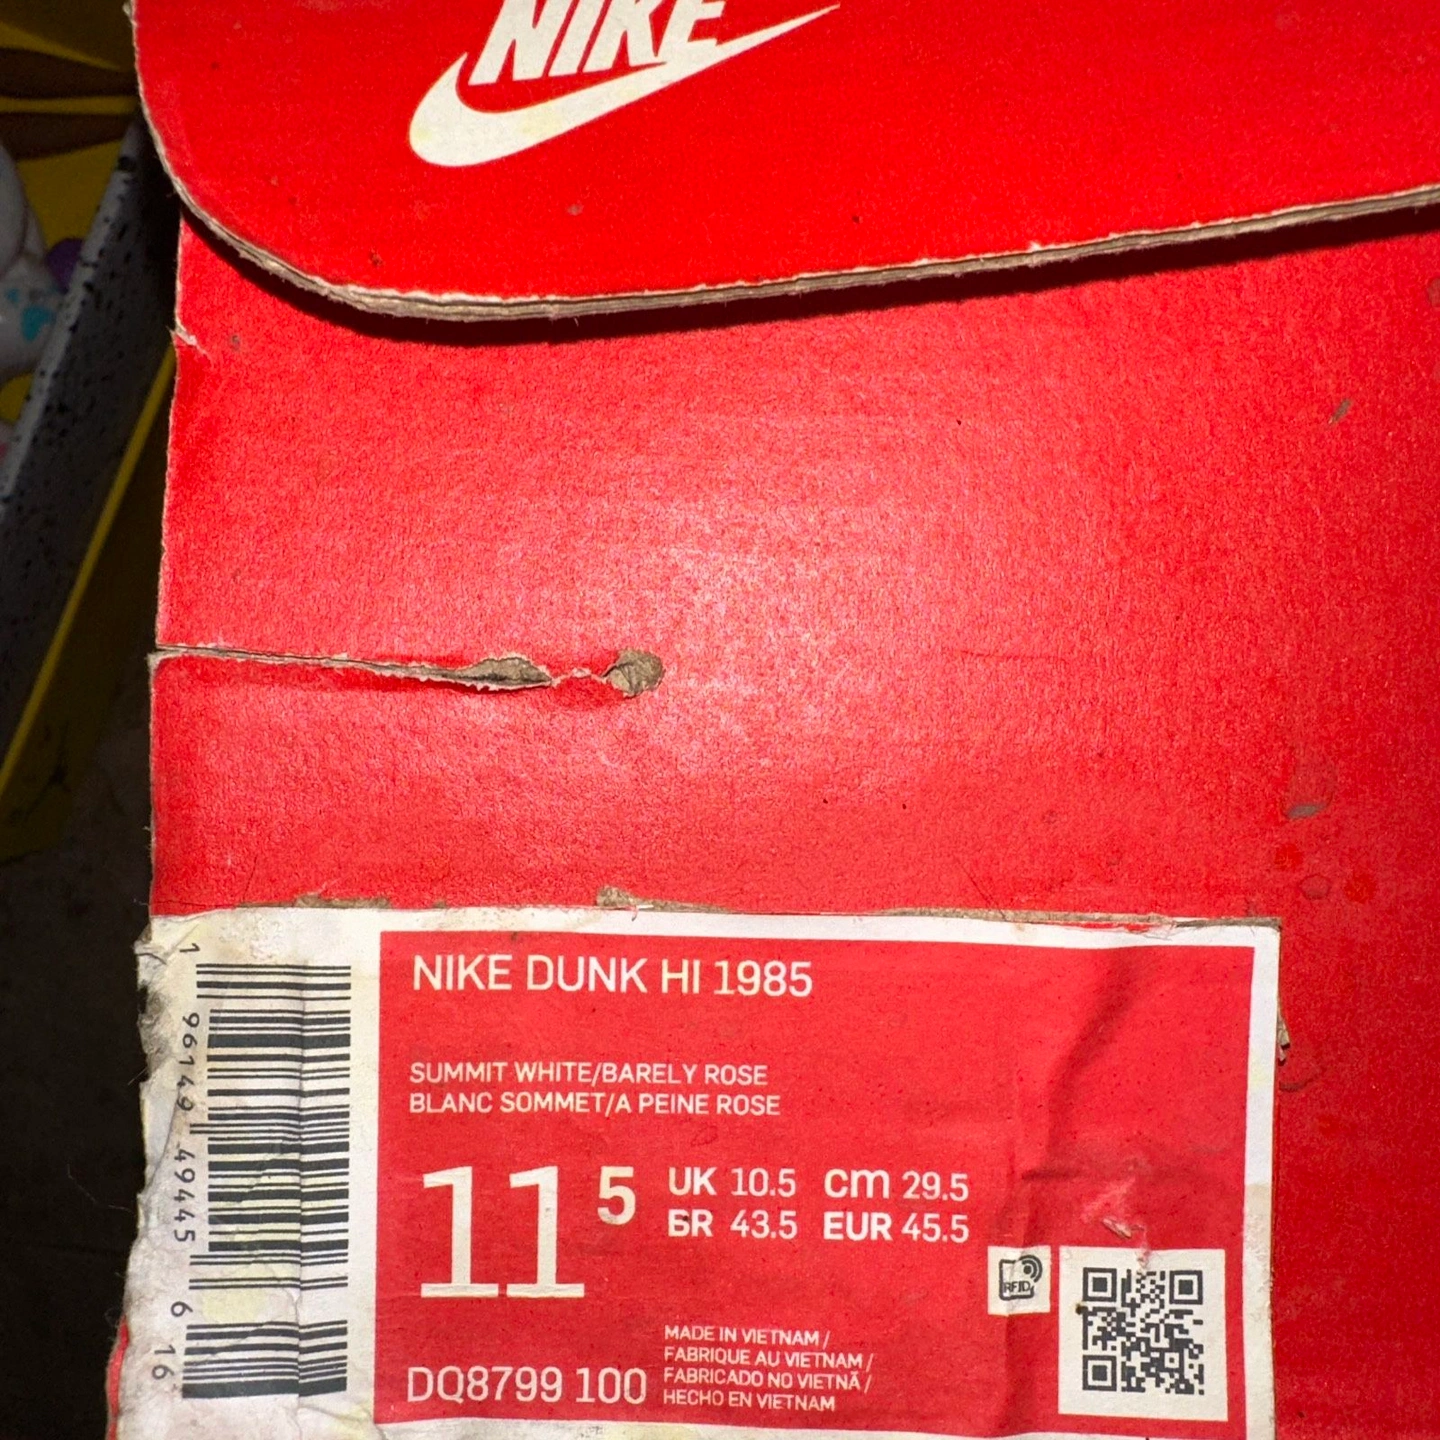 NIKE
NIKE DUNK HI 1985
SUMMIT WHITE/BARELY ROSE
BLANC SOMMET/A PEINE ROSE
11 5
UK 10.5 cm 29.5
BR 43.5 EUR 45.5
RFID
MADE IN VIETNAM /
FABRIQUE AU VIETNAM /
FABRICADO NO VIETNÃ /
HECHO EN VIETNAM
DQ8799 100
1 96149 49445 6 16